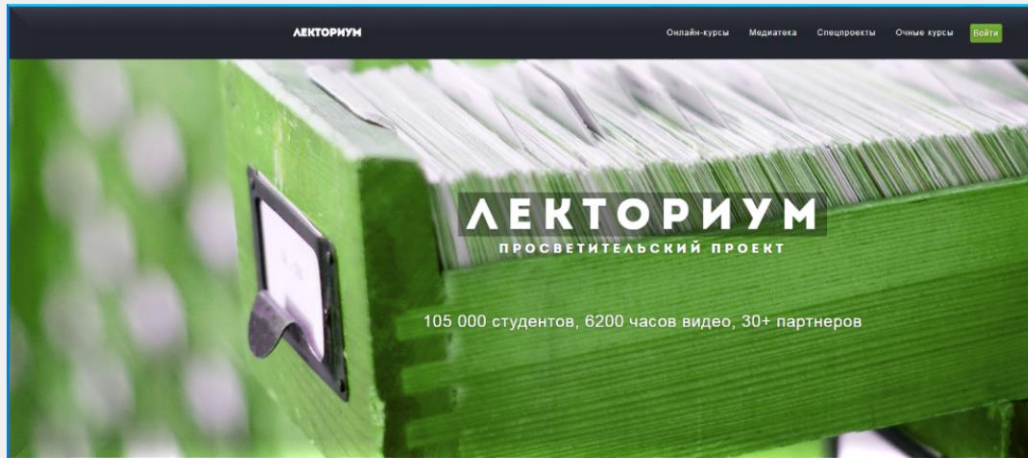 ЛЕКТОРИУМ
Онлайн-курсы Медиатека Спецпроекты Очные курсы Войти
ЛЕКТОРИУМ
ПРОСВЕТИТЕЛЬСКИЙ ПРОЕКТ
105 000 студентов, 6200 часов видео, 30+ партнеров